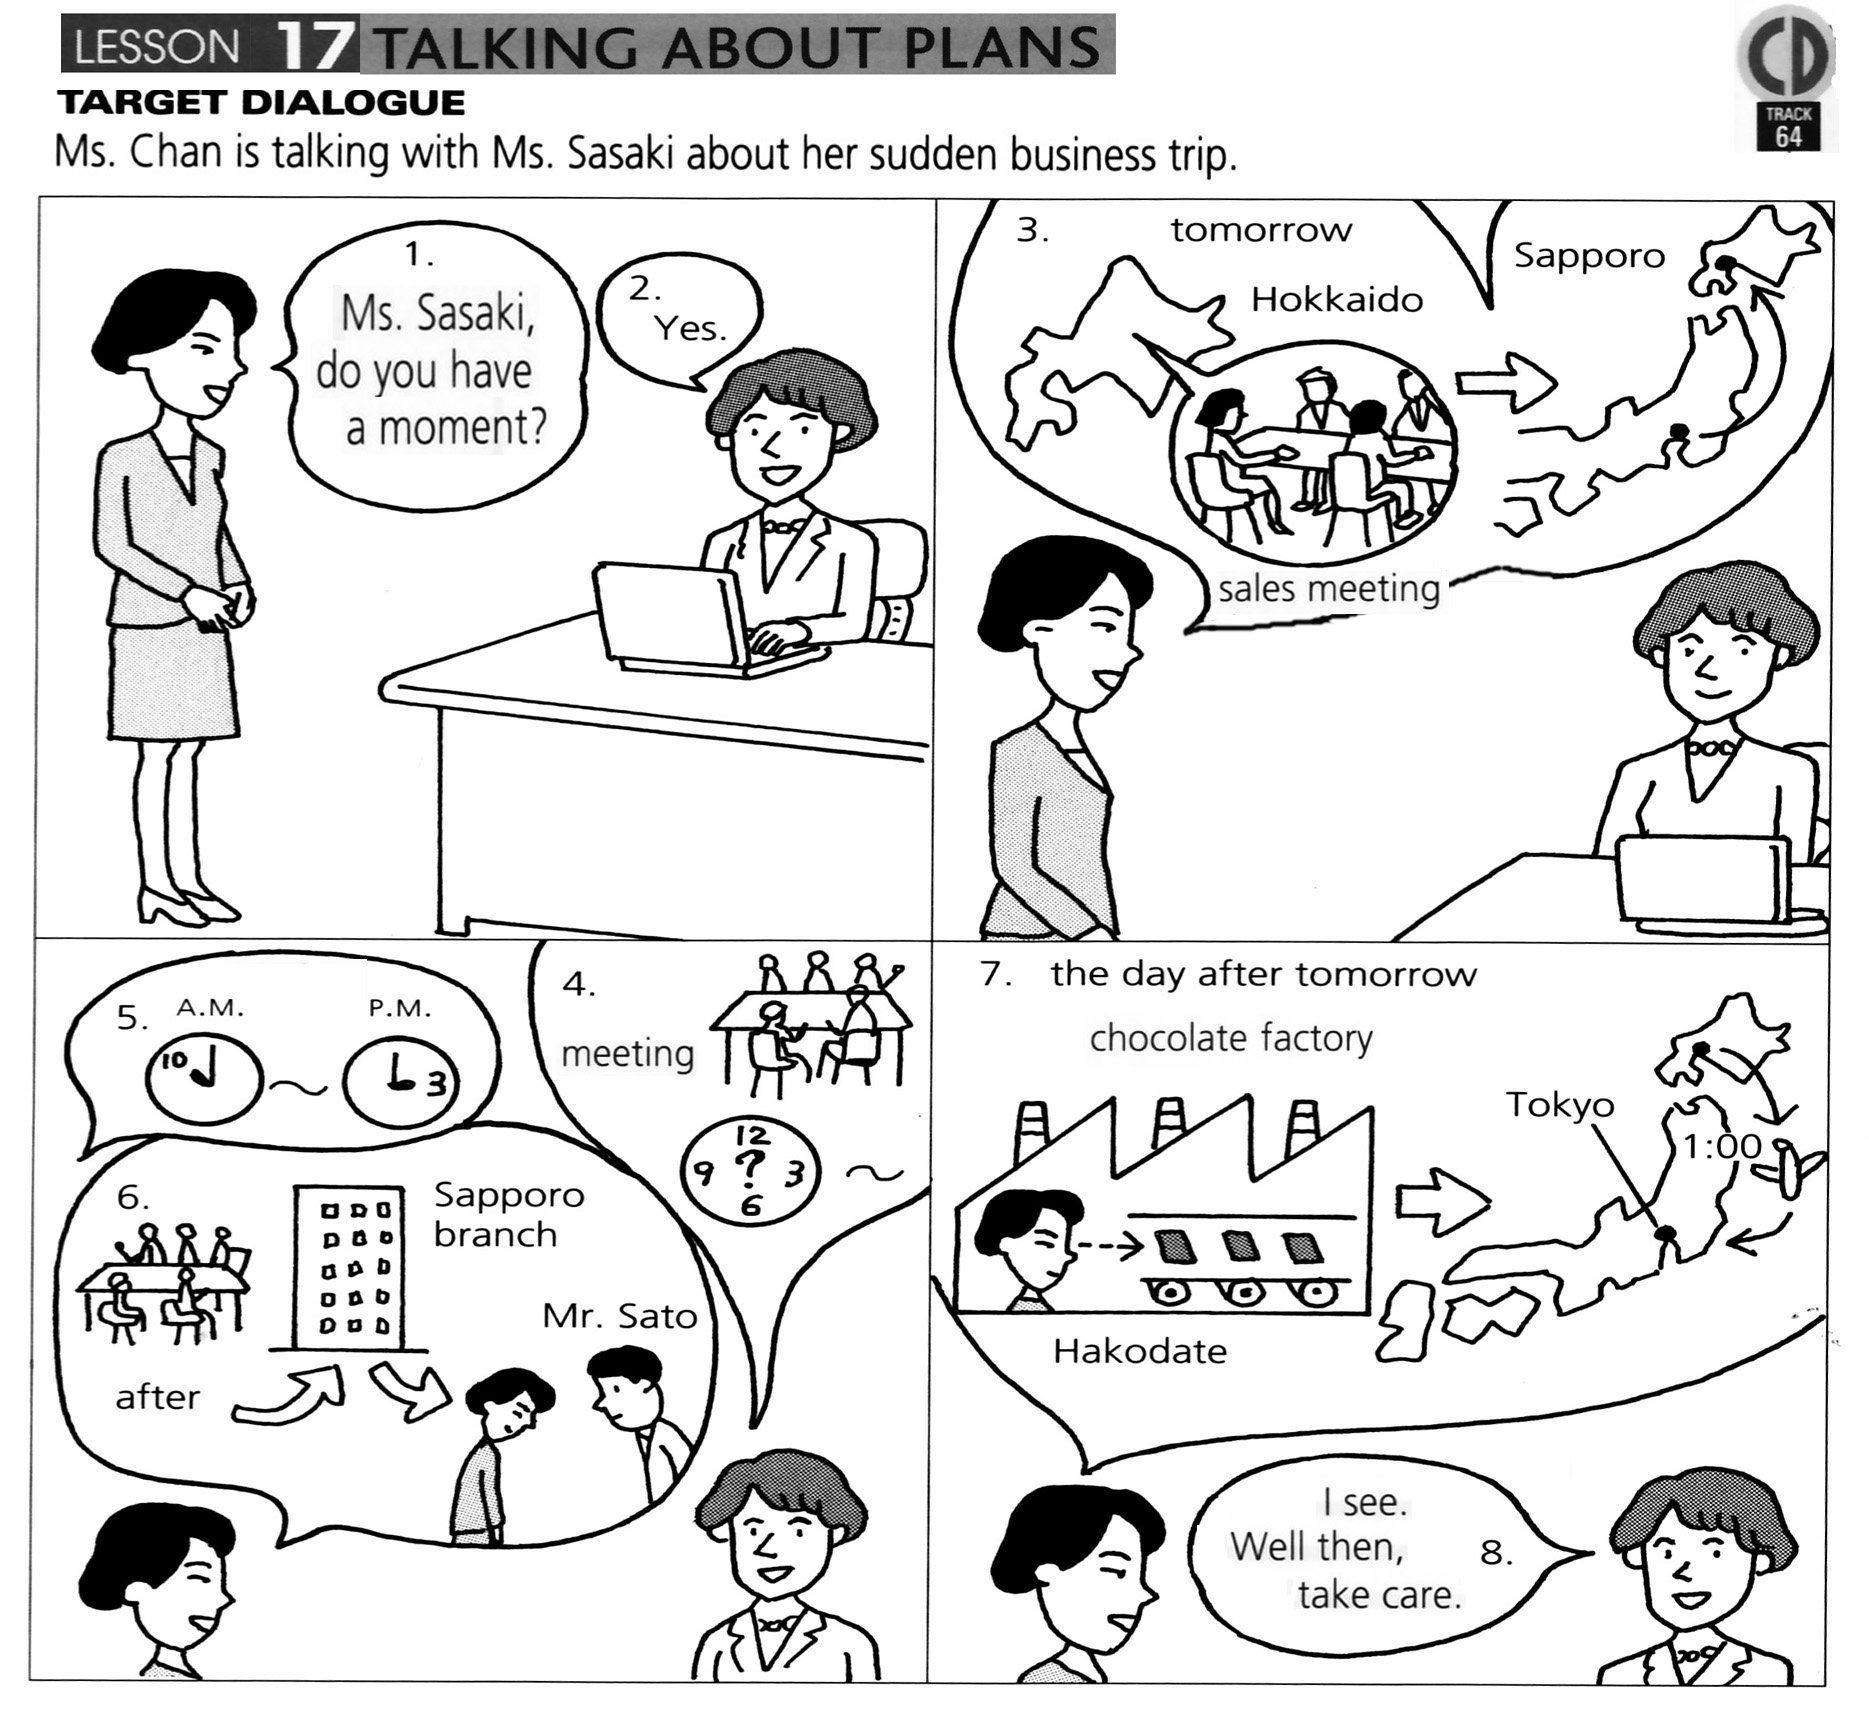 LESSON 17 TALKING ABOUT PLANS
CD
TRACK
64
TARGET DIALOGUE
Ms. Chan is talking with Ms. Sasaki about her sudden business trip.
1.
Ms. Sasaki,
do you have
a moment?
2.
Yes.
3. tomorrow
Sapporo
Hokkaido
sales meeting
4.
meeting
12
9 ? 3
6
~
5. A.M. P.M.
10 ~ 3
6.
Sapporo
branch
Mr. Sato
after
7. the day after tomorrow
chocolate factory
Tokyo
1:00
Hakodate
I see.
Well then,
take care.
8.